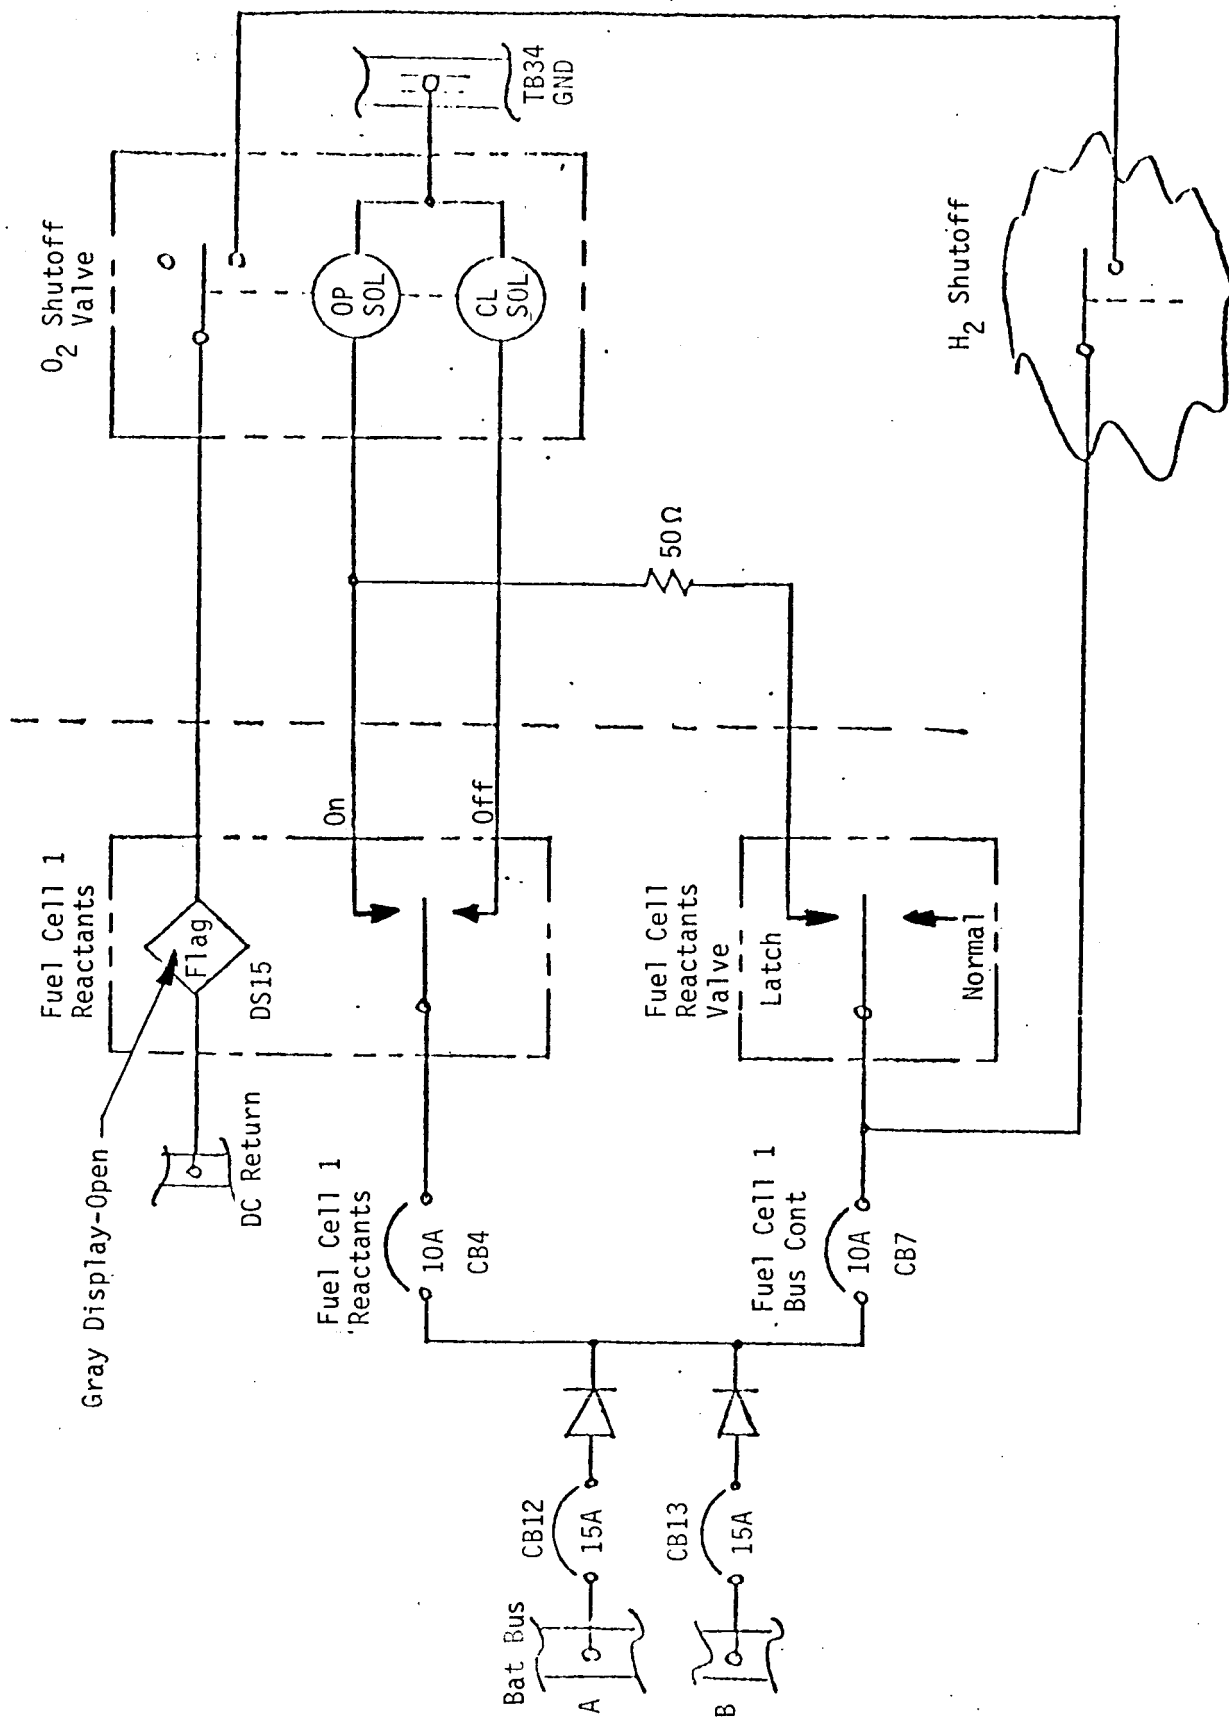 O2 Shutoff
Valve
OP
SOL
CL
SOL
TB34
GND
H2 Shutoff
50Ω
On
Off
Fuel Cell 1
Reactants
Flag
DS15
Fuel Cell
Reactants
Valve
Latch
Normal
Gray Display-Open
DC Return
Fuel Cell 1
'Reactants
10A
CB4
Fuel Cell 1
Bus Cont
10A
CB7
CB12
15A
CB13
15A
Bat Bus
A
B